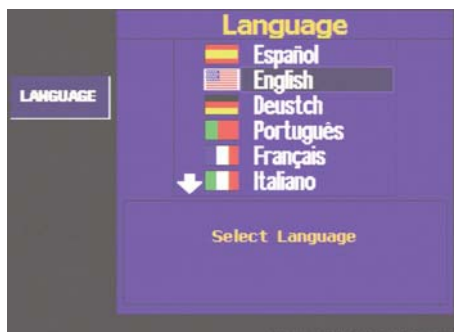 Language
Español
English
LANGUAGE
Deustch
Português
Français
Italiano
Select Language